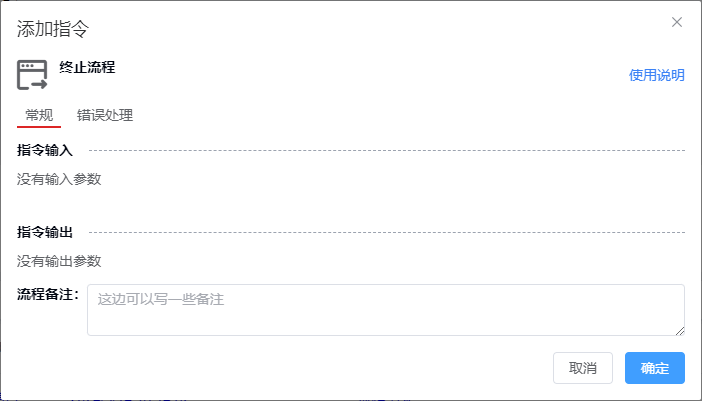 添加指令
终止流程
使用说明
常规 错误处理
指令输入
没有输入参数
指令输出
没有输出参数
流程备注：
这边可以写一些备注
取消 确定